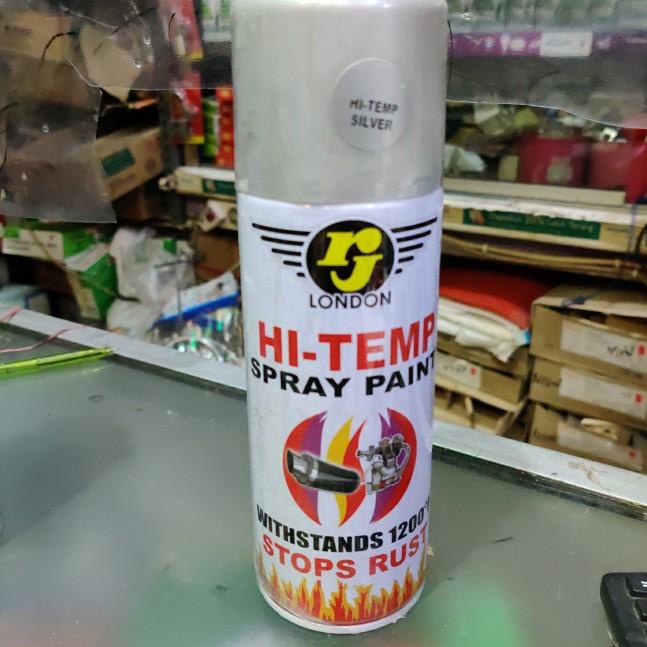 HI-TEMP
SILVER
rj
LONDON
HI-TEMP
SPRAY PAINT
WITHSTANDS 1200°F
STOPS RUST